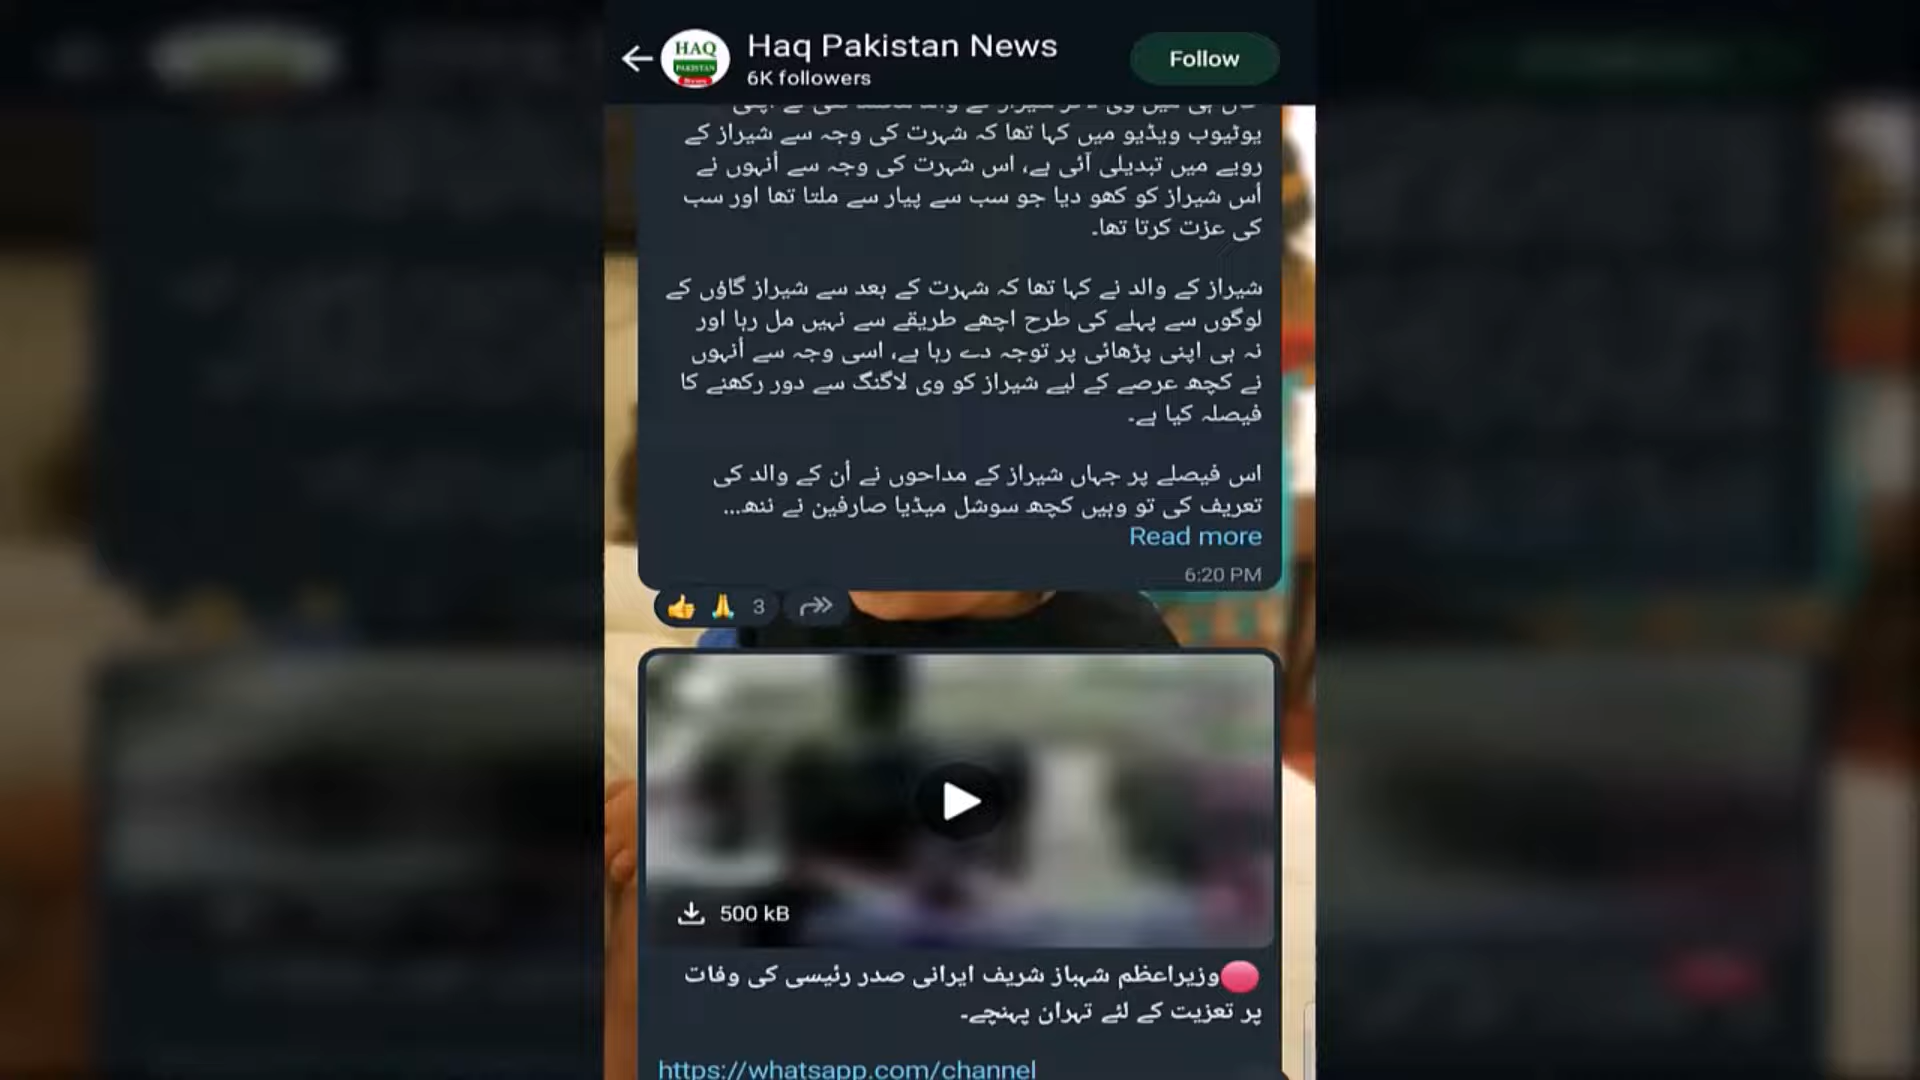 HAQ
PAKISTAN
News
Haq Pakistan News
6K followers
Follow
یوٹیوب ویڈیو میں کہا تھا کہ شہرت کی وجہ سے شیراز کے
رویے میں تبدیلی آئی ہے، اس شہرت کی وجہ سے اُنہوں نے
اُس شیراز کو کھو دیا جو سب سے پیار سے ملتا تھا اور سب
کی عزت کرتا تھا۔
شیراز کے والد نے کہا تھا کہ شہرت کے بعد سے شیراز گاؤں کے
لوگوں سے پہلے کی طرح اچھے طریقے سے نہیں مل رہا اور
نہ ہی اپنی پڑھائی پر توجہ دے رہا ہے، اسی وجہ سے اُنہوں
نے کچھ عرصے کے لیے شیراز کو وی لاگنگ سے دور رکھنے کا
فیصلہ کیا ہے۔
اس فیصلے پر جہاں شیراز کے مداحوں نے اُن کے والد کی
تعریف کی تو وہیں کچھ سوشل میڈیا صارفین نے ننھ...
Read more
6:20 PM
3
500 kB
وزیراعظم شہباز شریف ایرانی صدر رئیسی کی وفات
پر تعزیت کے لئے تہران پہنچے۔
https://whatsapp.com/channel